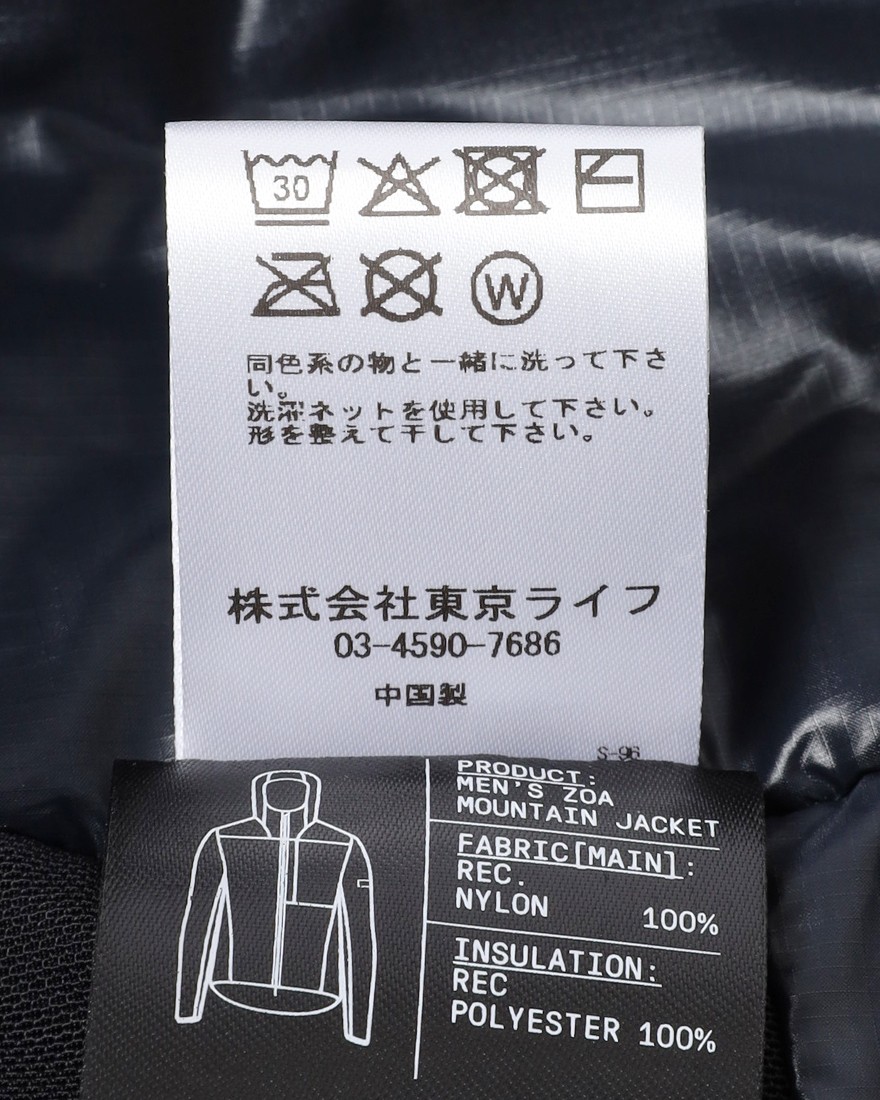 30
W
同色系の物と一緒に洗って下さ
い。
洗濯ネットを使用して下さい。
形を整えて干して下さい。
株式会社東京ライフ
03-4590-7686
中国製
S-96
PRODUCT:
MEN'S ZOA
MOUNTAIN JACKET
FABRIC[MAIN]:
REC.
NYLON 100%
INSULATION:
REC
POLYESTER 100%